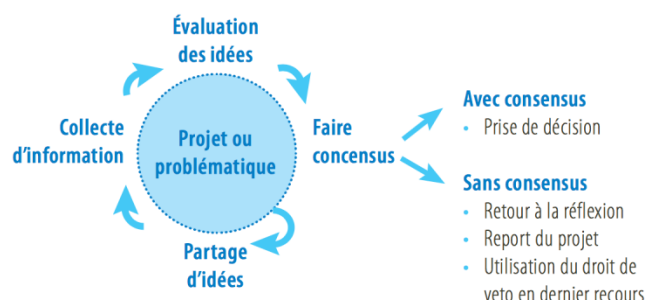 Évaluation
des idées
Collecte
d'information
Projet ou
problématique
Faire
concensus
Partage
d'idées
Avec consensus
• Prise de décision
Sans consensus
• Retour à la réflexion
• Report du projet
• Utilisation du droit de
veto en dernier recours